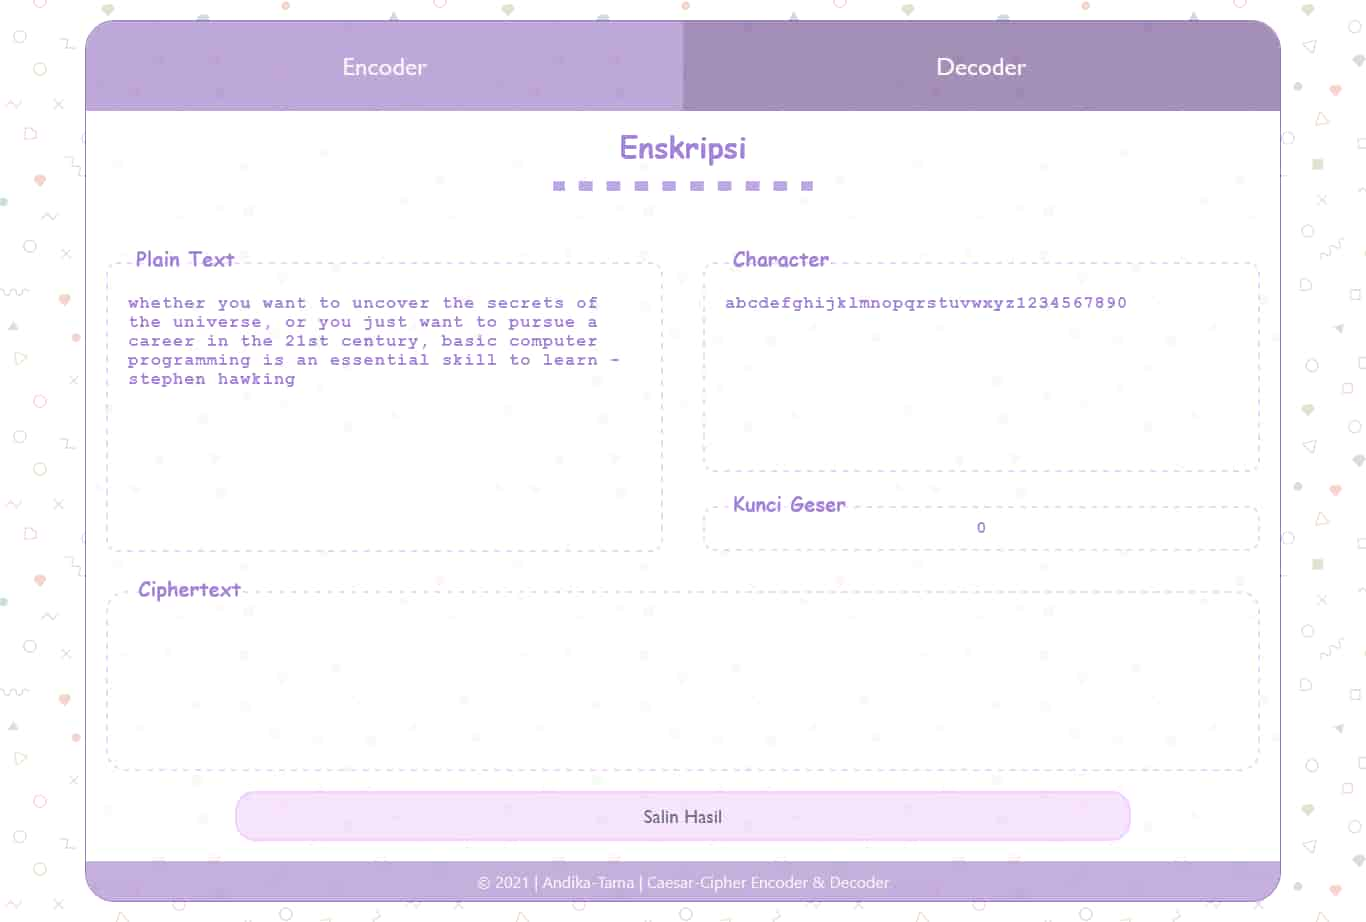 Encoder
Decoder
Enskripsi
Plain Text
whether you want to uncover the secrets of
the universe, or you just want to pursue a
career in the 21st century, basic computer
programming is an essential skill to learn -
stephen hawking
Character
abcdefghijklmnopqrstuvwxyz1234567890
Kunci Geser
0
Ciphertext
Salin Hasil
© 2021 | Andika-Tama | Caesar-Cipher Encoder & Decoder